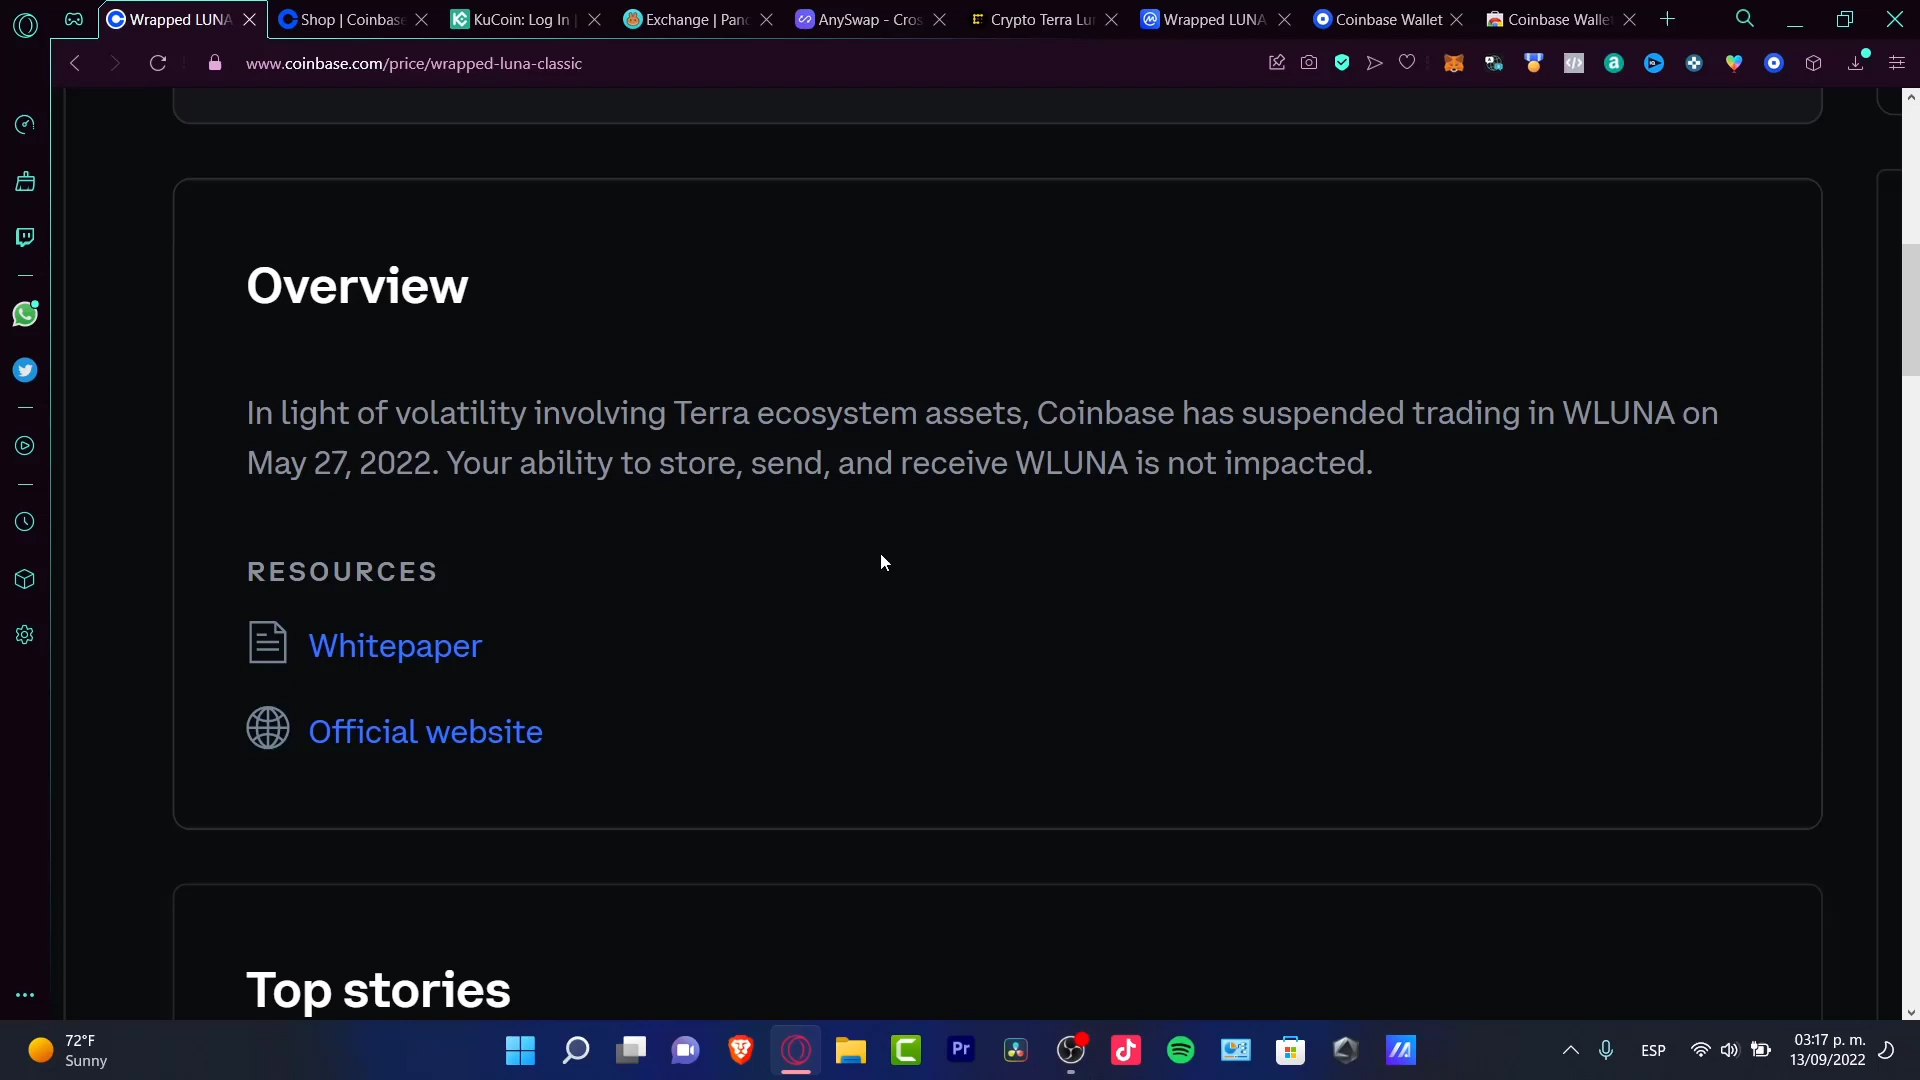 Wrapped LUNA
Shop | Coinbase
KuCoin: Log In |
Exchange | Panc
AnySwap - Cros
Crypto Terra Lu
Wrapped LUNA
Coinbase Wallet
Coinbase Wallet
www.coinbase.com/price/wrapped-luna-classic
Overview
In light of volatility involving Terra ecosystem assets, Coinbase has suspended trading in WLUNA on
May 27, 2022. Your ability to store, send, and receive WLUNA is not impacted.
RESOURCES
Whitepaper
Official website
Top stories
72°F
Sunny
Pr
ESP
03:17 p. m.
13/09/2022